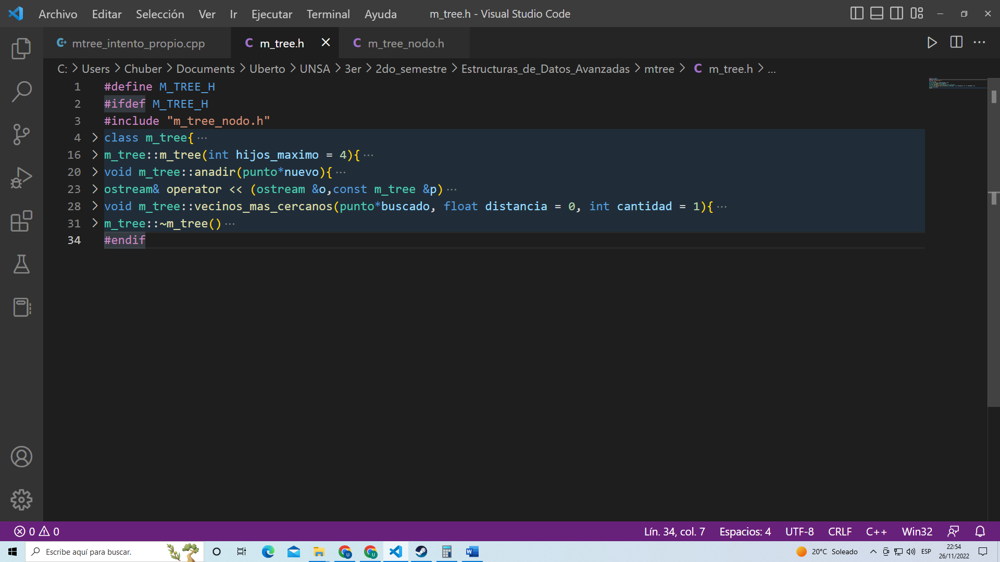 Archivo Editar Selección Ver Ir Ejecutar Terminal Ayuda m_tree.h - Visual Studio Code
mtree_intento_propio.cpp m_tree.h m_tree_nodo.h
C: > Users > Chuber > Documents > Uberto > UNSA > 3er > 2do_semestre > Estructuras_de_Datos_Avanzadas > mtree > C m_tree.h > ...
1 #define M_TREE_H
2 #ifdef M_TREE_H
3 #include "m_tree_nodo.h"
4 class m_tree{ ...
16 m_tree::m_tree(int hijos_maximo = 4){ ...
20 void m_tree::anadir(punto*nuevo){ ...
23 ostream& operator << (ostream &o,const m_tree &p) ...
28 void m_tree::vecinos_mas_cercanos(punto*buscado, float distancia = 0, int cantidad = 1){ ...
31 m_tree::~m_tree() ...
34 #endif
0 0 Lín. 34, col. 7 Espacios: 4 UTF-8 CRLF C++ Win32
Escribe aquí para buscar. 20°C Soleado ESP 22:54
26/11/2022